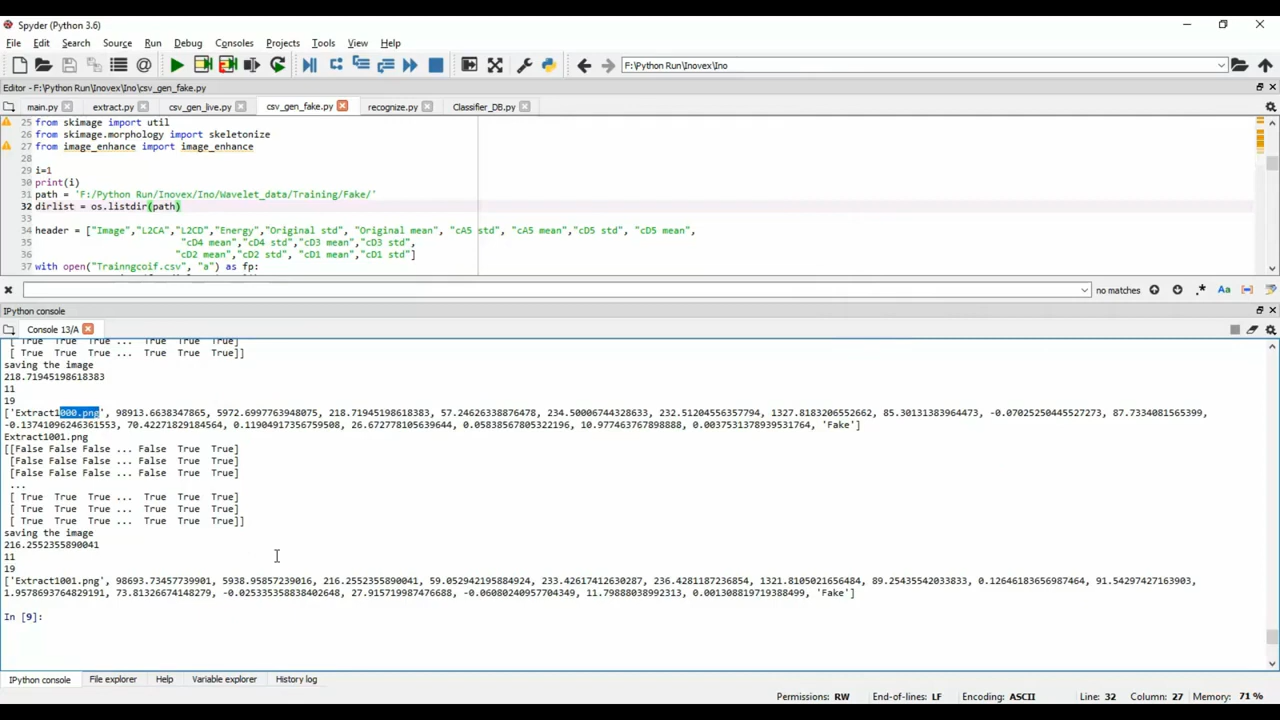 Spyder (Python 3.6)
File Edit Search Source Run Debug Consoles Projects Tools View Help
F:\Python Run\Inovex\Ino
Editor - F:\Python Run\Inovex\Ino\csv_gen_fake.py
main.py extract.py csv_gen_live.py csv_gen_fake.py recognize.py Classifier_DB.py
25 from skimage import util
26 from skimage.morphology import skeletonize
27 from image_enhance import image_enhance
28
29 i=1
30 print(i)
31 path = 'F:/Python Run/Inovex/Ino/Wavelet_data/Training/Fake/'
32 dirlist = os.listdir(path)
33
34 header = ["Image","L2CA","L2CD","Energy","Original std", "Original mean", "cA5 std", "cA5 mean","cD5 std", "cD5 mean",
35 "cD4 mean","cD4 std","cD3 mean","cD3 std",
36 "cD2 mean","cD2 std", "cD1 mean","cD1 std"]
37 with open("Trainngcoif.csv", "a") as fp:
no matches
IPython console
Console 13/A
[ True True True ... True True True]
[ True True True ... True True True]]
saving the image
218.71945198618383
11
19
['Extract1000.png', 98913.6638347865, 5972.6997763948075, 218.71945198618383, 57.24626338876478, 234.50006744328633, 232.51204556357794, 1327.8183206552662, 85.30131383964473, -0.07025250445527273, 87.7334081565399,
-0.13741096246361553, 70.42271829184564, 0.11904917356759508, 26.672778105639644, 0.05838567805322196, 10.977463767898888, 0.0037531378939531764, 'Fake']
Extract1001.png
[[False False False ... False True True]
[False False False ... False True True]
[False False False ... False True True]
...
[ True True True ... True True True]
[ True True True ... True True True]
[ True True True ... True True True]]
saving the image
216.2552355890041
11
19
['Extract1001.png', 98693.73457739901, 5938.95857239016, 216.2552355890041, 59.052942195884924, 233.42617412630287, 236.4281187236854, 1321.8105021656484, 89.25435542033833, 0.12646183656987464, 91.54297427163903,
1.9578693764829191, 73.81326674148279, -0.025335358838402648, 27.915719987476688, -0.06080240957704349, 11.79888038992313, 0.001308819719388499, 'Fake']
In [9]:
IPython console File explorer Help Variable explorer History log
Permissions: RW End-of-lines: LF Encoding: ASCII Line: 32 Column: 27 Memory: 71 %